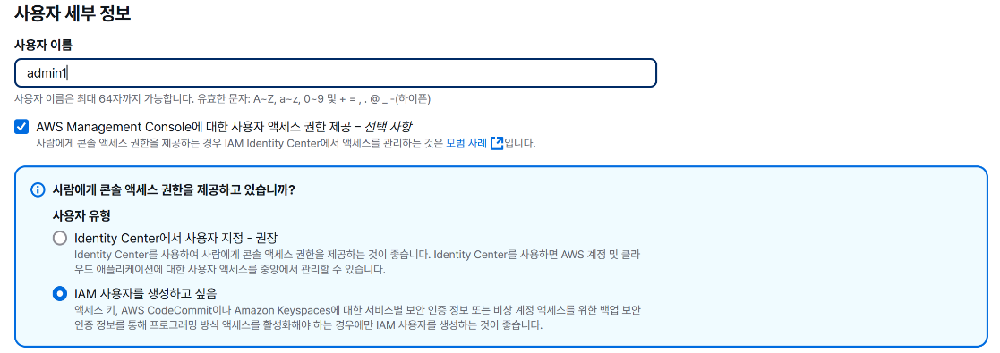 사용자 세부 정보
사용자 이름
admin1
사용자 이름은 최대 64자까지 가능합니다. 유효한 문자: A~Z, a~z, 0~9 및 + = , . @ _ -(하이픈)
AWS Management Console에 대한 사용자 액세스 권한 제공 – 선택 사항
사람에게 콘솔 액세스 권한을 제공하는 경우 IAM Identity Center에서 액세스를 관리하는 것은 모범 사례입니다.
사람에게 콘솔 액세스 권한을 제공하고 있습니까?
사용자 유형
Identity Center에서 사용자 지정 - 권장
Identity Center를 사용하여 사람에게 콘솔 액세스 권한을 제공하는 것이 좋습니다. Identity Center를 사용하면 AWS 계정 및 클라
우드 애플리케이션에 대한 사용자 액세스를 중앙에서 관리할 수 있습니다.
IAM 사용자를 생성하고 싶음
액세스 키, AWS CodeCommit이나 Amazon Keyspaces에 대한 서비스별 보안 인증 정보 또는 비상 계정 액세스를 위한 백업 보안
인증 정보를 통해 프로그래밍 방식 액세스를 활성화해야 하는 경우에만 IAM 사용자를 생성하는 것이 좋습니다.